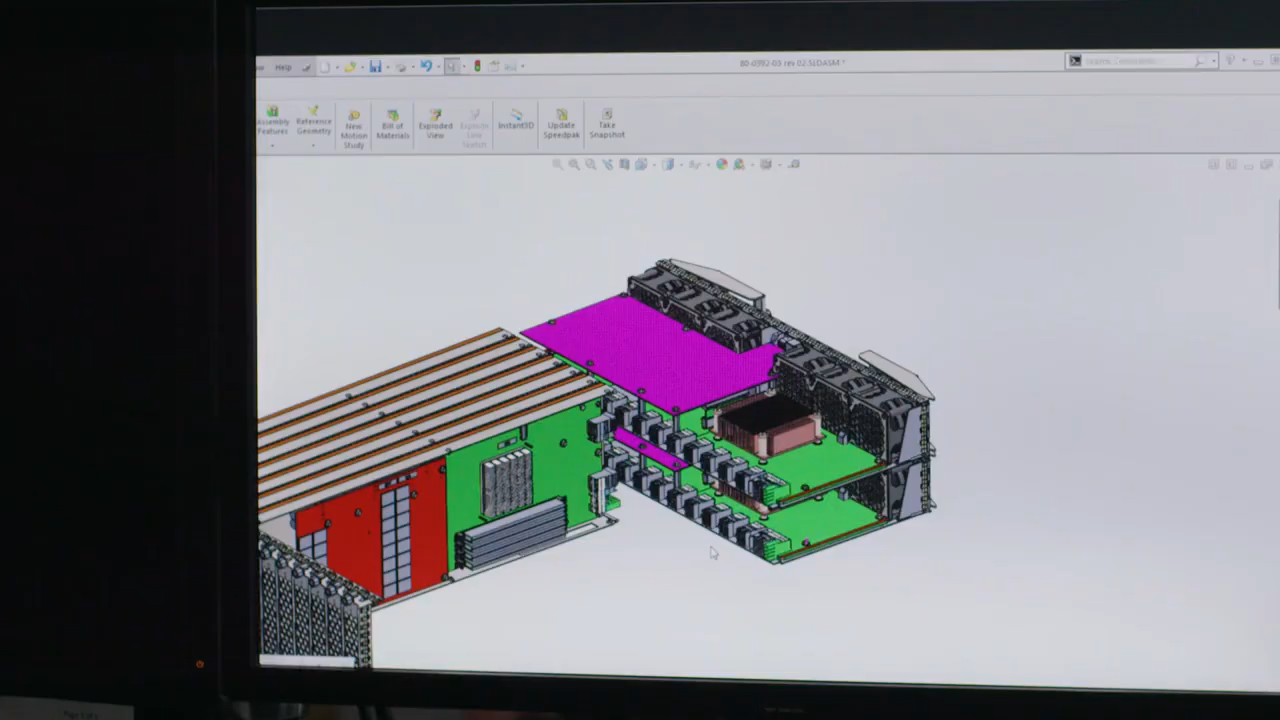 Help
80-0392-03 rev 02.SLDASM *
Assembly Features
Reference Geometry
New Motion Study
Bill of Materials
Exploded View
Explode Line Sketch
Instant3D
Update Speedpak
Take Snapshot